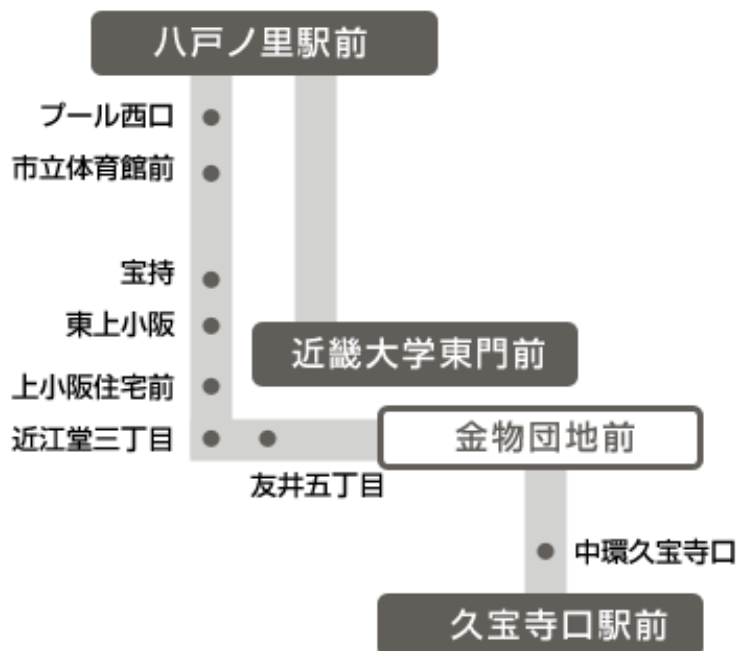 八戸ノ里駅前
プール西口
市立体育館前
宝持
東上小阪
近畿大学東門前
上小阪住宅前
近江堂三丁目
金物団地前
友井五丁目
中環久宝寺口
久宝寺口駅前